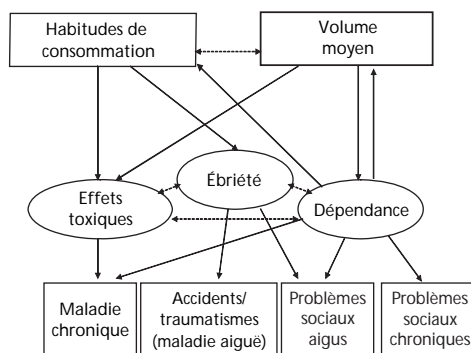 Habitudes de
consommation
Volume
moyen
Effets
toxiques
Ébriété
Dépendance
Maladie
chronique
Accidents/
traumatismes
(maladie aiguë)
Problèmes
sociaux
aigus
Problèmes
sociaux
chroniques